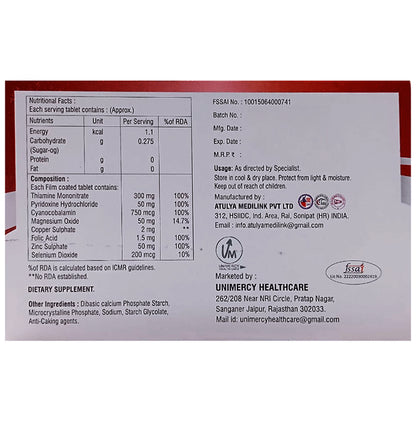 Nutritional Facts :
Each serving tablet contains : (Approx.)
Nutrients Unit Per Serving %of RDA
Energy kcal 1.1
Carbohydrate g 0.275
(Sugar-og)
Protein g 0
Fat g 0
Composition :
Each Film coated tablet contains:
Thiamine Mononitrate 300 mg 100%
Pyridoxine Hydrochloride 50 mg 100%
Cyanocobalamin 750 mcg 100%
Magnesium Oxide 50 mg 14.7%
Copper Sulphate 2 mg **
Folic Acid 1.5 mg 100%
Zinc Sulphate 50 mg 100%
Selenium Dioxide 200 mcg 10%
%of RDA is calculated based on ICMR guidelines.
**No RDA established.
DIETARY SUPPLEMENT.
Other Ingredients : Dibasic calcium Phosphate Starch,
Microcrystalline Phosphate, Sodium, Starch Glycolate,
Anti-Caking agents.
FSSAI No. : 10015064000741
Batch No. :
Mfg. Date :
Exp. Date :
M.R.P. ₹ :
Usage: As directed by Specialist.
Store in cool & dry place. Protect from light & moisture.
Keep out of reach of children.
Manufactured by :
ATULYA MEDILINK PVT LTD
312, HSIIDC, Ind. Area, Rai, Sonipat (HR) INDIA.
Email : info.atulyamedilink@gmail.com
UM
Marketed by :
UNIMERCY HEALTHCARE
262/208 Near NRI Circle, Pratap Nagar,
Sanganer Jaipur, Rajasthan 302033.
Mail id: unimercyhealthcare@gmail.com
fssai